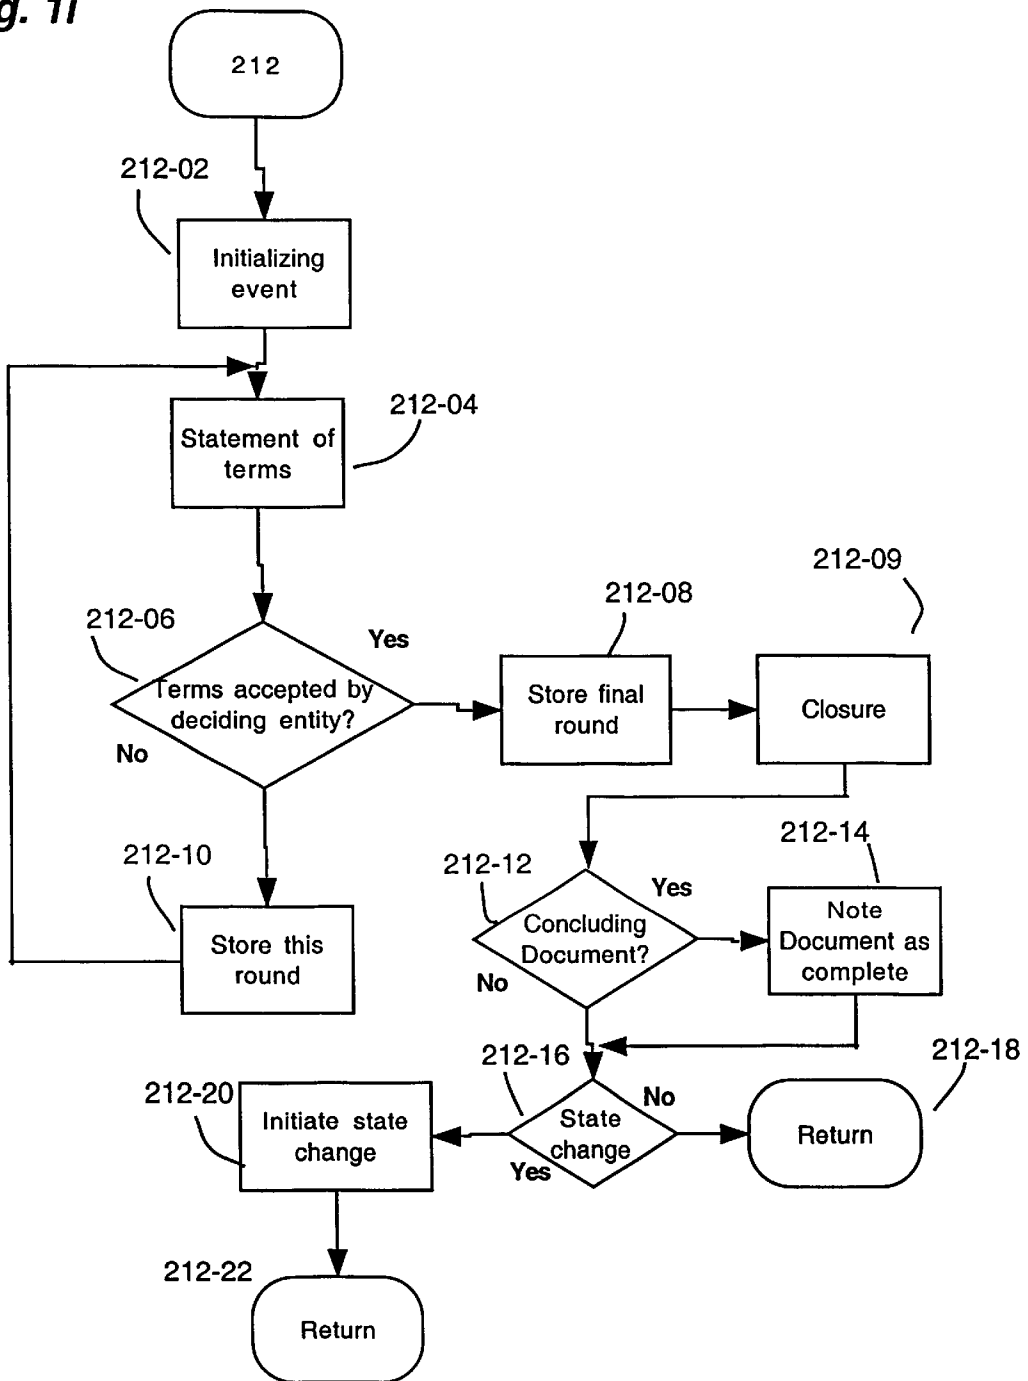 g. 1i
212
212-02
Initializing
event
212-04
Statement of
terms
212-06
Terms accepted by
deciding entity?
Yes
No
212-08
Store final
round
212-09
Closure
212-10
Store this
round
212-12
Concluding
Document?
Yes
No
212-14
Note
Document as
complete
212-16
State
change
No
Yes
212-18
Return
212-20
Initiate state
change
212-22
Return